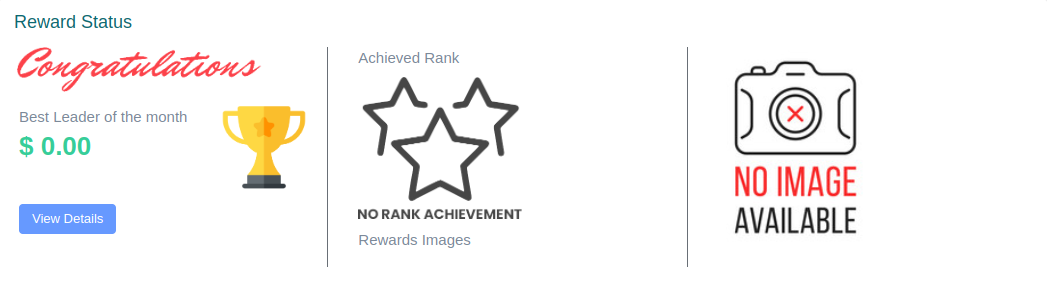 Reward Status
Congratulations
Best Leader of the month
$ 0.00
View Details
Achieved Rank
NO RANK ACHIEVEMENT
Rewards Images
NO IMAGE
AVAILABLE